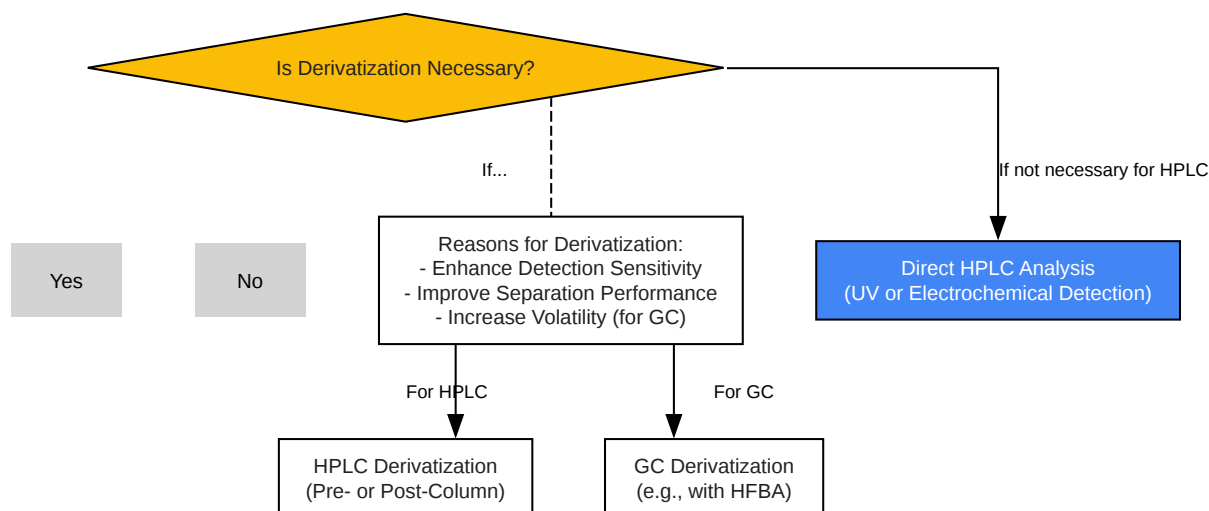 Is Derivatization Necessary?
If...
If not necessary for HPLC
Yes
No
Reasons for Derivatization:
- Enhance Detection Sensitivity
- Improve Separation Performance
- Increase Volatility (for GC)
Direct HPLC Analysis
(UV or Electrochemical Detection)
For HPLC
For GC
HPLC Derivatization
(Pre- or Post-Column)
GC Derivatization
(e.g., with HFBA)